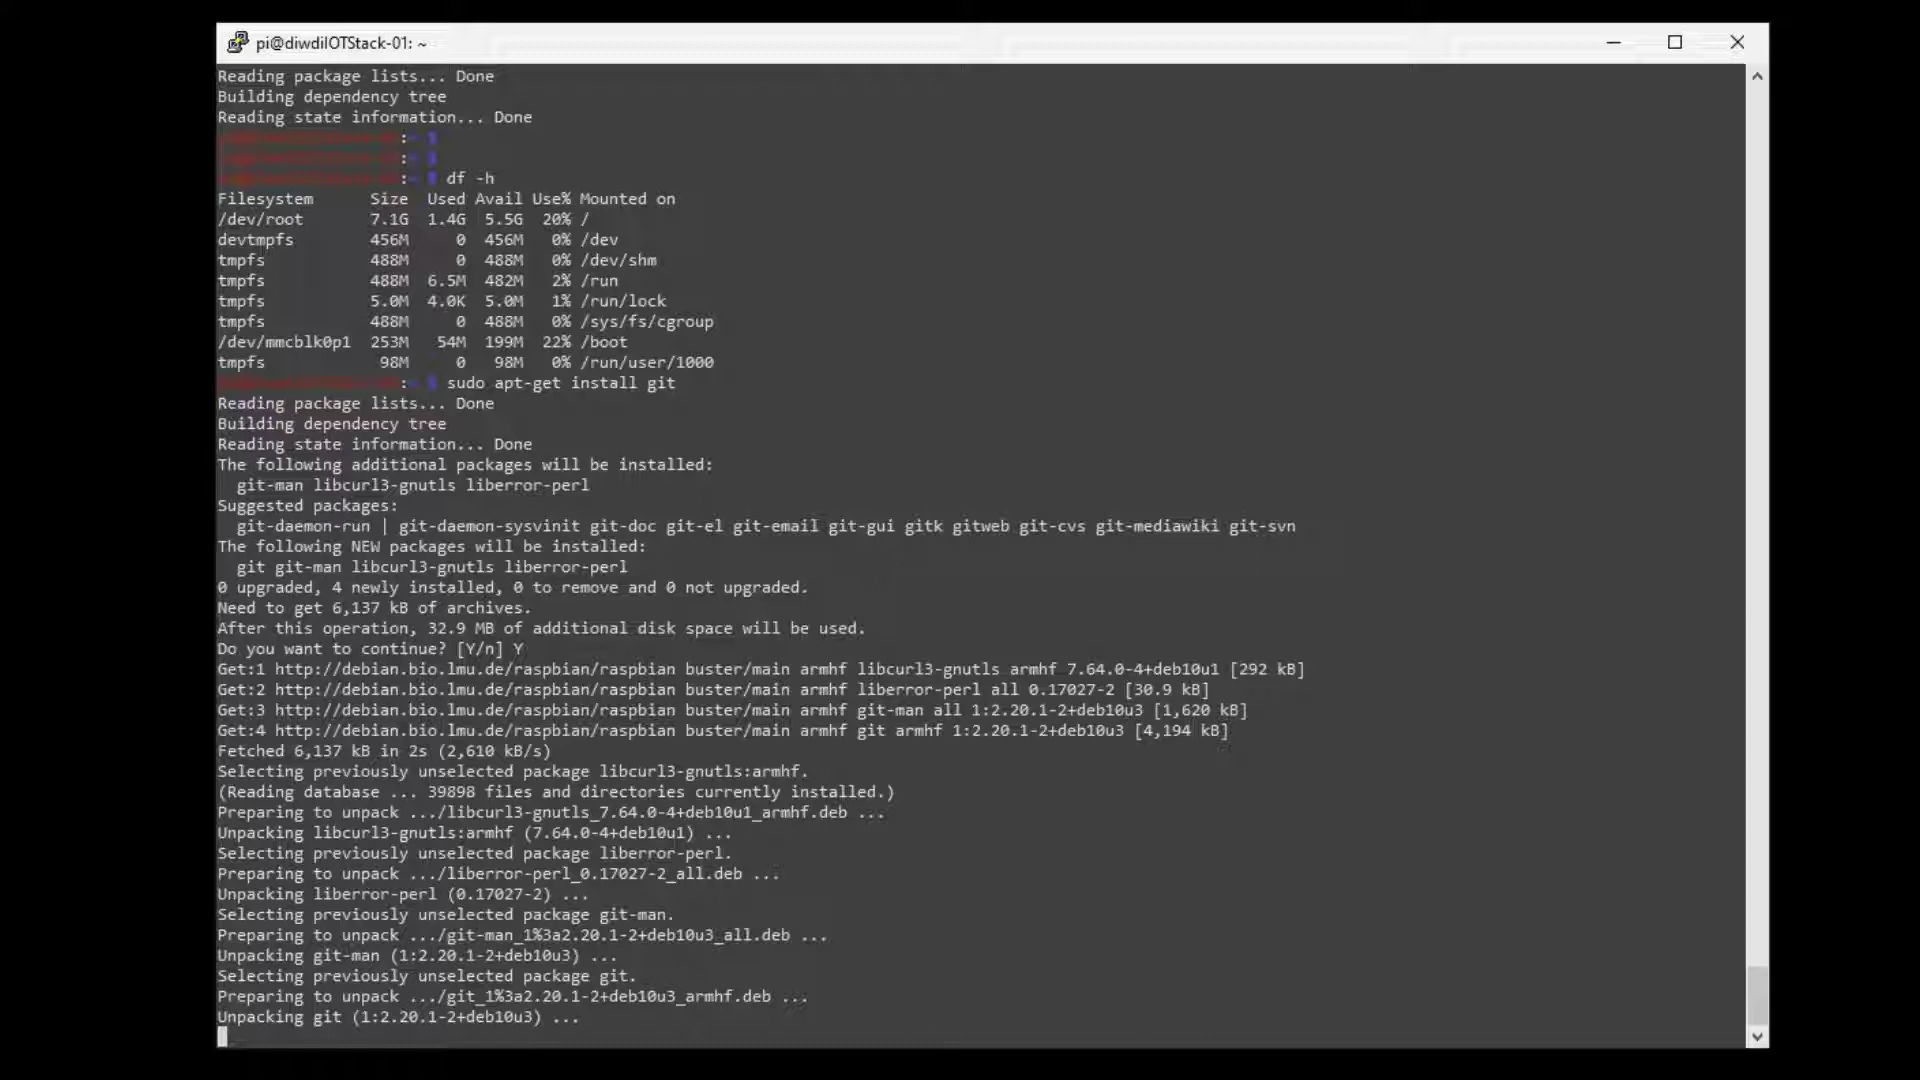 pi@diwdiIOTStack-01: ~
Reading package lists... Done
Building dependency tree
Reading state information... Done
:
:
: df -h
Filesystem Size Used Avail Use% Mounted on
/dev/root 7.1G 1.4G 5.5G 20% /
devtmpfs 456M 0 456M 0% /dev
tmpfs 488M 0 488M 0% /dev/shm
tmpfs 488M 6.5M 482M 2% /run
tmpfs 5.0M 4.0K 5.0M 1% /run/lock
tmpfs 488M 0 488M 0% /sys/fs/cgroup
/dev/mmcblk0p1 253M 54M 199M 22% /boot
tmpfs 98M 0 98M 0% /run/user/1000
: sudo apt-get install git
Reading package lists... Done
Building dependency tree
Reading state information... Done
The following additional packages will be installed:
git-man libcurl3-gnutls liberror-perl
Suggested packages:
git-daemon-run | git-daemon-sysvinit git-doc git-el git-email git-gui gitk gitweb git-cvs git-mediawiki git-svn
The following NEW packages will be installed:
git git-man libcurl3-gnutls liberror-perl
0 upgraded, 4 newly installed, 0 to remove and 0 not upgraded.
Need to get 6,137 kB of archives.
After this operation, 32.9 MB of additional disk space will be used.
Do you want to continue? [Y/n] Y
Get:1 http://debian.bio.lmu.de/raspbian/raspbian buster/main armhf libcurl3-gnutls armhf 7.64.0-4+deb10u1 [292 kB]
Get:2 http://debian.bio.lmu.de/raspbian/raspbian buster/main armhf liberror-perl all 0.17027-2 [30.9 kB]
Get:3 http://debian.bio.lmu.de/raspbian/raspbian buster/main armhf git-man all 1:2.20.1-2+deb10u3 [1,620 kB]
Get:4 http://debian.bio.lmu.de/raspbian/raspbian buster/main armhf git armhf 1:2.20.1-2+deb10u3 [4,194 kB]
Fetched 6,137 kB in 2s (2,610 kB/s)
Selecting previously unselected package libcurl3-gnutls:armhf.
(Reading database ... 39898 files and directories currently installed.)
Preparing to unpack .../libcurl3-gnutls_7.64.0-4+deb10u1_armhf.deb ...
Unpacking libcurl3-gnutls:armhf (7.64.0-4+deb10u1) ...
Selecting previously unselected package liberror-perl.
Preparing to unpack .../liberror-perl_0.17027-2_all.deb ...
Unpacking liberror-perl (0.17027-2) ...
Selecting previously unselected package git-man.
Preparing to unpack .../git-man_1%3a2.20.1-2+deb10u3_all.deb ...
Unpacking git-man (1:2.20.1-2+deb10u3) ...
Selecting previously unselected package git.
Preparing to unpack .../git_1%3a2.20.1-2+deb10u3_armhf.deb ...
Unpacking git (1:2.20.1-2+deb10u3) ...